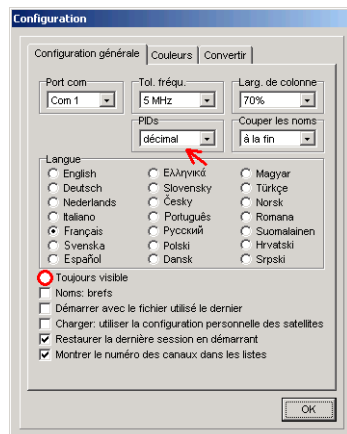 Configuration
Configuration générale Couleurs Convertir
Port com Tol. fréqu. Larg. de colonne
Com 1 5 MHz 70%
PIDs Couper les noms
décimal à la fin
Langue
English Ελληνικά Magyar
Deutsch Slovensky Türkçe
Nederlands Česky Norsk
Italiano Português Romana
Français Русский Suomalainen
Svenska Polski Hrvatski
Español Dansk Srpski
Toujours visible
Noms: brefs
Démarrer avec le fichier utilisé le dernier
Charger: utiliser la configuration personnelle des satellites
Restaurer la dernière session en démarrant
Montrer le numéro des canaux dans les listes
OK